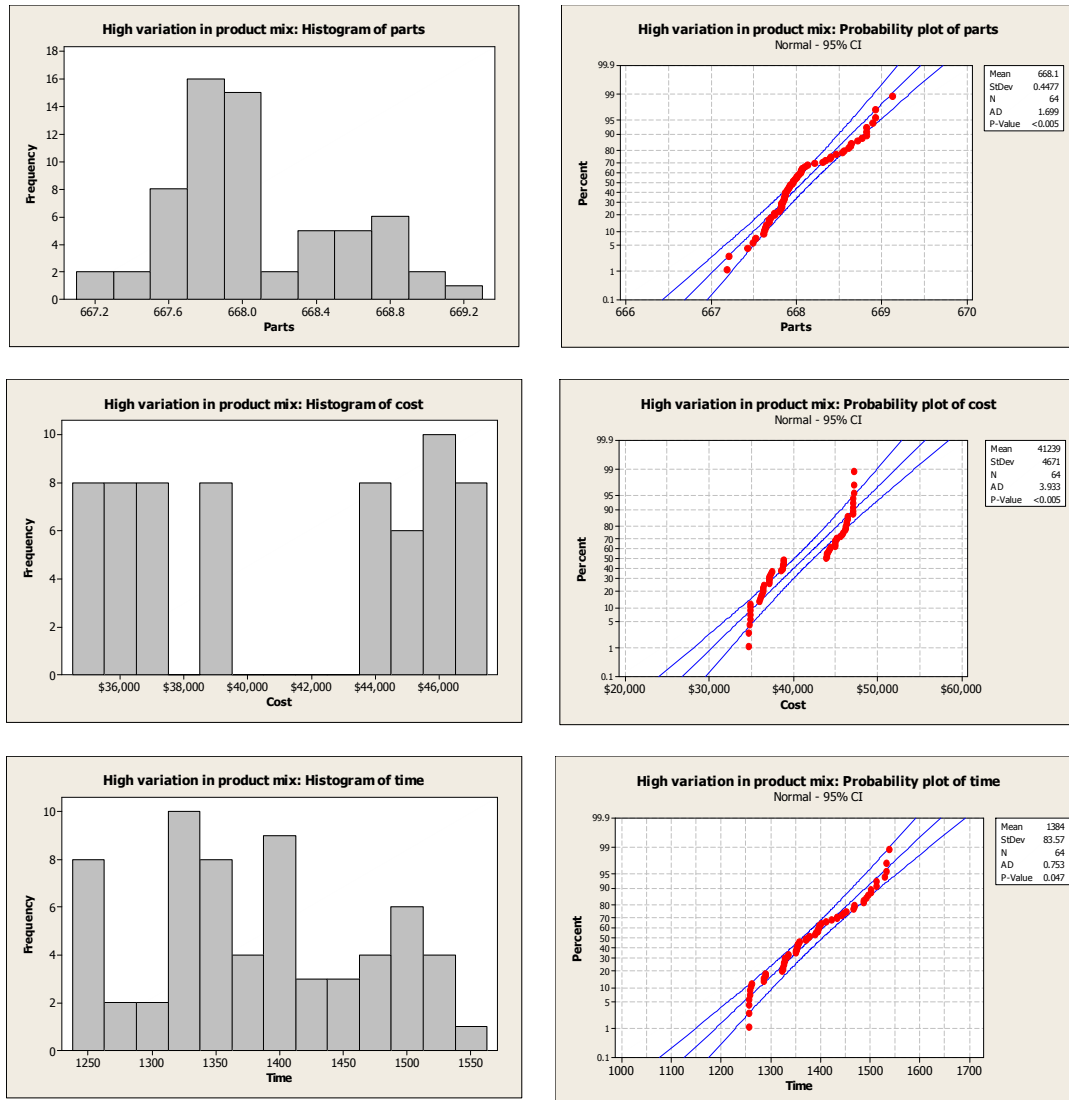 High variation in product mix: Histogram of parts
18
16
14
12
10
8
6
4
2
0
Frequency
667.2 667.6 668.0 668.4 668.8 669.2
Parts
High variation in product mix: Probability plot of parts
Normal - 95% CI
99.9
99
95
90
80
70
60
50
40
30
20
10
5
1
0.1
Percent
666 667 668 669 670
Parts
Mean 668.1
StDev 0.4477
N 64
AD 1.699
P-Value <0.005
High variation in product mix: Histogram of cost
10
8
6
4
2
0
Frequency
$36,000 $38,000 $40,000 $42,000 $44,000 $46,000
Cost
High variation in product mix: Probability plot of cost
Normal - 95% CI
99.9
99
95
90
80
70
60
50
40
30
20
10
5
1
0.1
Percent
$20,000 $30,000 $40,000 $50,000 $60,000
Cost
Mean 41239
StDev 4671
N 64
AD 3.933
P-Value <0.005
High variation in product mix: Histogram of time
10
8
6
4
2
0
Frequency
1250 1300 1350 1400 1450 1500 1550
Time
High variation in product mix: Probability plot of time
Normal - 95% CI
99.9
99
95
90
80
70
60
50
40
30
20
10
5
1
0.1
Percent
1000 1100 1200 1300 1400 1500 1600 1700
Time
Mean 1384
StDev 83.57
N 64
AD 0.753
P-Value 0.047